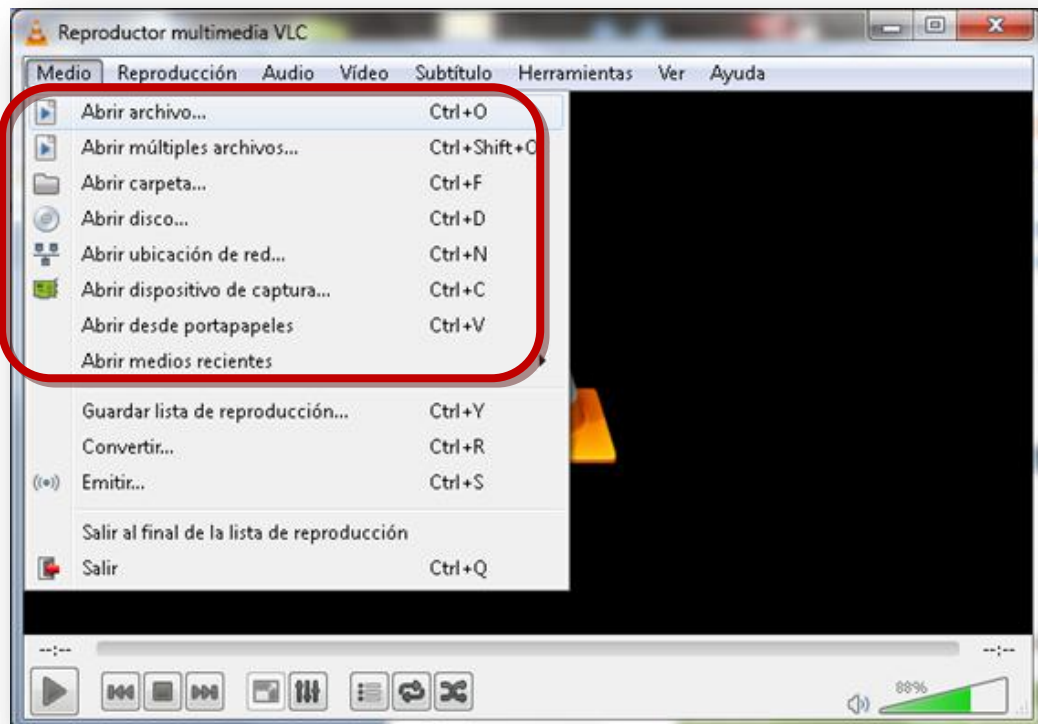 Reproductor multimedia VLC
Medio Reproducción Audio Vídeo Subtítulo Herramientas Ver Ayuda
Abrir archivo... Ctrl+O
Abrir múltiples archivos... Ctrl+Shift+O
Abrir carpeta... Ctrl+F
Abrir disco... Ctrl+D
Abrir ubicación de red... Ctrl+N
Abrir dispositivo de captura... Ctrl+C
Abrir desde portapapeles Ctrl+V
Abrir medios recientes
Guardar lista de reproducción... Ctrl+Y
Convertir... Ctrl+R
Emitir... Ctrl+S
Salir al final de la lista de reproducción
Salir Ctrl+Q
--:-- --:--
88%